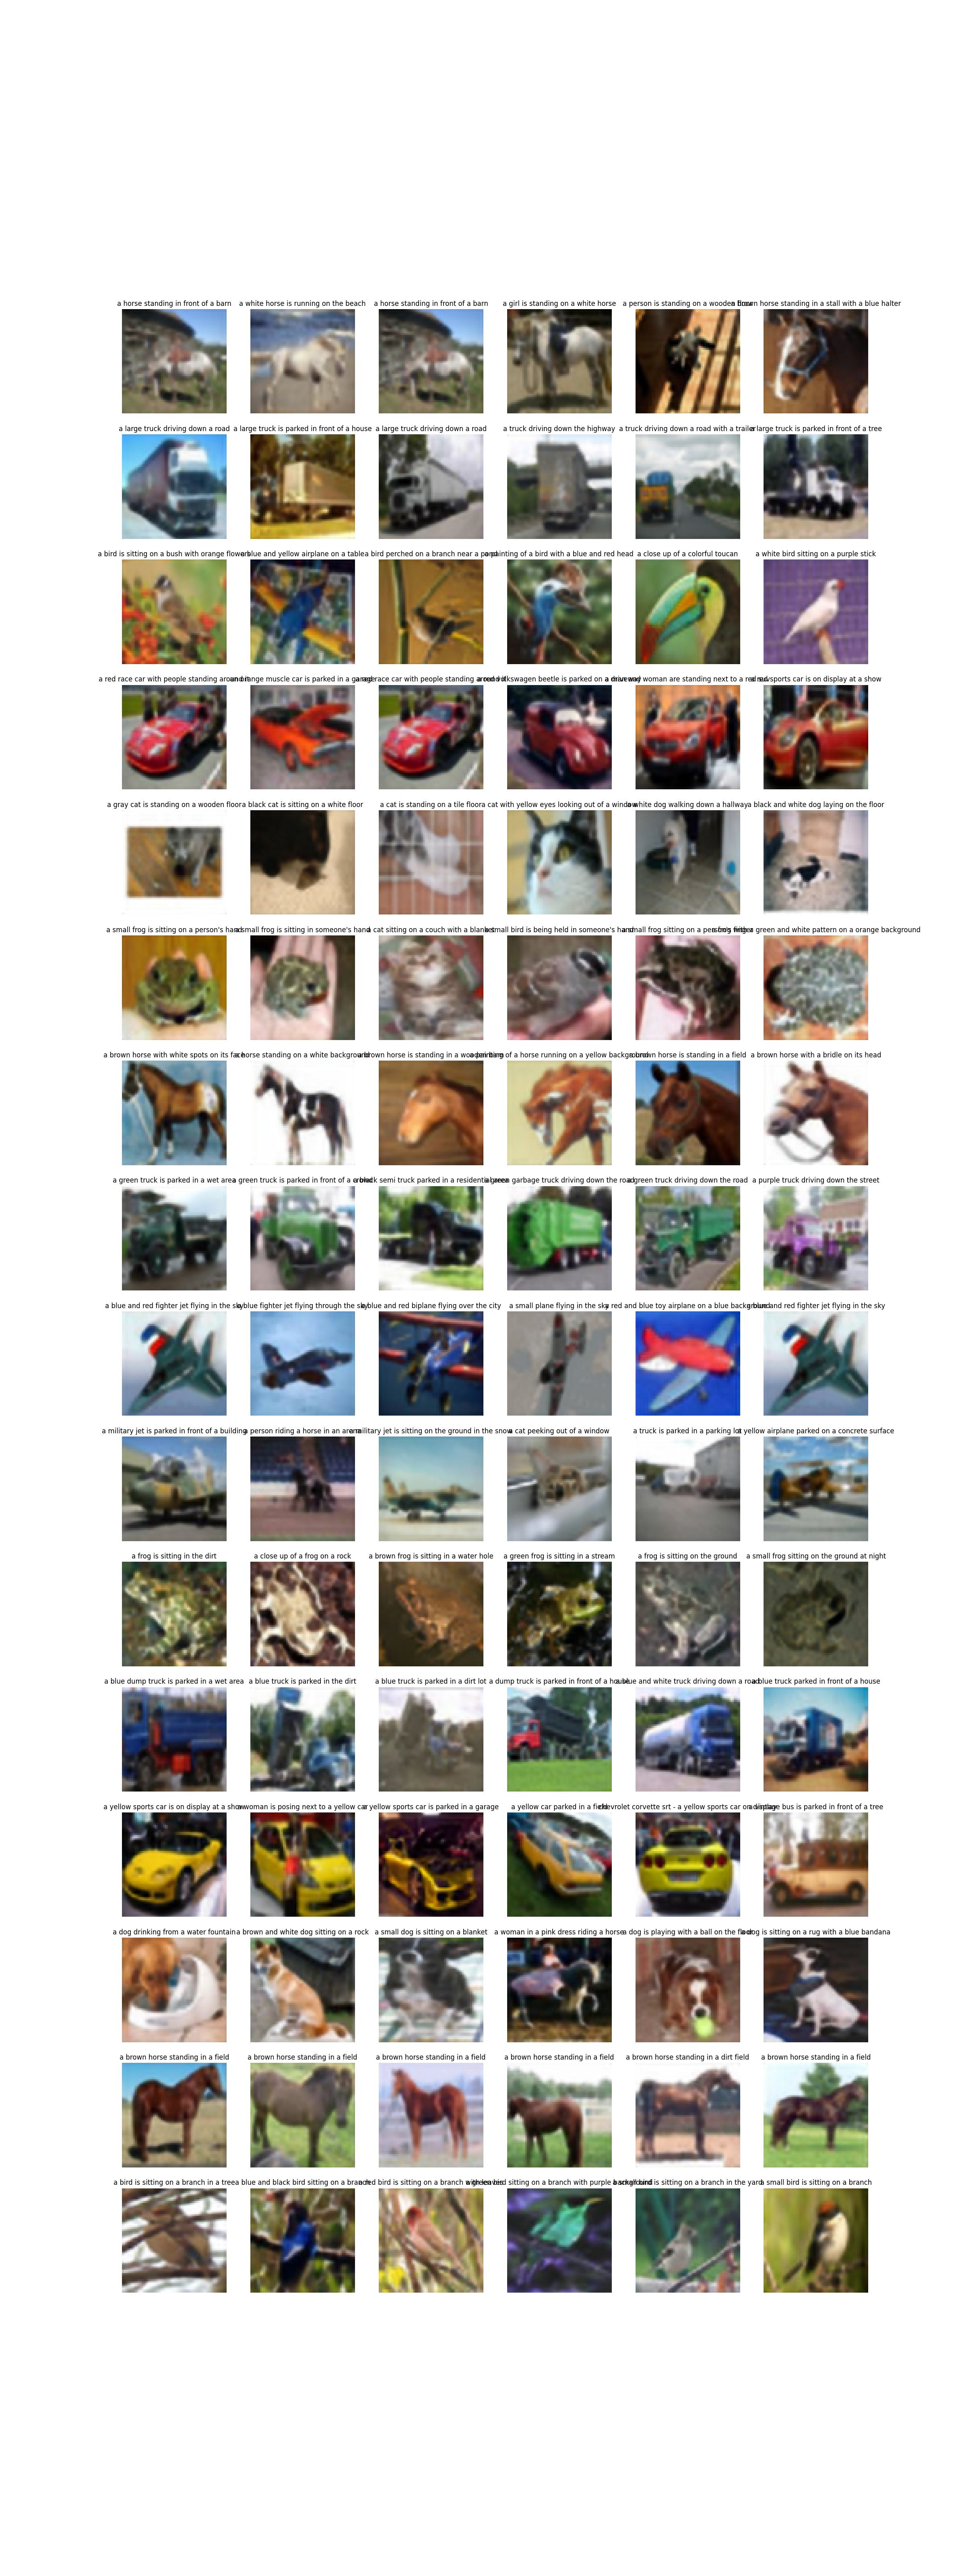 a horse standing in front of a barn
a white horse is running on the beach
a horse standing in front of a barn
a girl is standing on a white horse
a person is standing on a wooden floor
a brown horse standing in a stall with a blue halter
a large truck driving down a road
a large truck is parked in front of a house
a large truck driving down a road
a truck driving down the highway
a truck driving down a road with a trailer
a large truck is parked in front of a tree
a bird is sitting on a bush with orange flowers
a blue and yellow airplane on a table
a bird perched on a branch near a pond
a painting of a bird with a blue and red head
a close up of a colorful toucan
a white bird sitting on a purple stick
a red race car with people standing around it
an orange muscle car is parked in a garage
a red race car with people standing around it
a red volkswagen beetle is parked on a driveway
a man and woman are standing next to a red suv
a red sports car is on display at a show
a gray cat is standing on a wooden floor
a black cat is sitting on a white floor
a cat is standing on a tile floor
a cat with yellow eyes looking out of a window
a white dog walking down a hallway
a black and white dog laying on the floor
a small frog is sitting on a person's hand
a small frog is sitting in someone's hand
a cat sitting on a couch with a blanket
a small bird is being held in someone's hand
a small frog sitting on a person's finger
a frog with a green and white pattern on a orange background
a brown horse with white spots on its face
a horse standing on a white background
a brown horse is standing in a wooden barn
a painting of a horse running on a yellow background
a brown horse is standing in a field
a brown horse with a bridle on its head
a green truck is parked in a wet area
a green truck is parked in front of a
a black semi truck parked in a residential area
a green garbage truck driving down the road
a green truck driving down the road
a purple truck driving down the street
a blue and red fighter jet flying in the sky
a blue fighter jet flying through the sky
a blue and red biplane flying over the city
a small plane flying in the sky
a red and blue toy airplane on a blue background
a blue and red fighter jet flying in the sky
a military jet is parked in front of a building
a person riding a horse in an arena
a military jet is sitting on the ground in the snow
a cat peeking out of a window
a truck is parked in a parking lot
a yellow airplane parked on a concrete surface
a frog is sitting in the dirt
a close up of a frog on a rock
a brown frog is sitting in a water hole
a green frog is sitting in a stream
a frog is sitting on the ground
a small frog sitting on the ground at night
a blue dump truck is parked in a wet area
a blue truck is parked in the dirt
a blue truck is parked in a dirt lot
a dump truck is parked in front of a house
a blue and white truck driving down a road
a blue truck parked in front of a house
a yellow sports car is on display at a show
a woman is posing next to a yellow car
a yellow sports car is parked in a garage
a yellow car parked in a field
chevrolet corvette srt - a yellow sports car on display
a vintage bus is parked in front of a tree
a dog drinking from a water fountain
a brown and white dog sitting on a rock
a small dog is sitting on a blanket
a woman in a pink dress riding a horse
a dog is playing with a ball on the floor
a dog is sitting on a rug with a blue bandana
a brown horse standing in a field
a brown horse standing in a field
a brown horse standing in a field
a brown horse standing in a field
a brown horse standing in a dirt field
a brown horse standing in a field
a bird is sitting on a branch in a tree
a blue and black bird sitting on a branch
a red bird is sitting on a branch with leaves
a green bird sitting on a branch with purple background
a small bird is sitting on a branch in the yard
a small bird is sitting on a branch